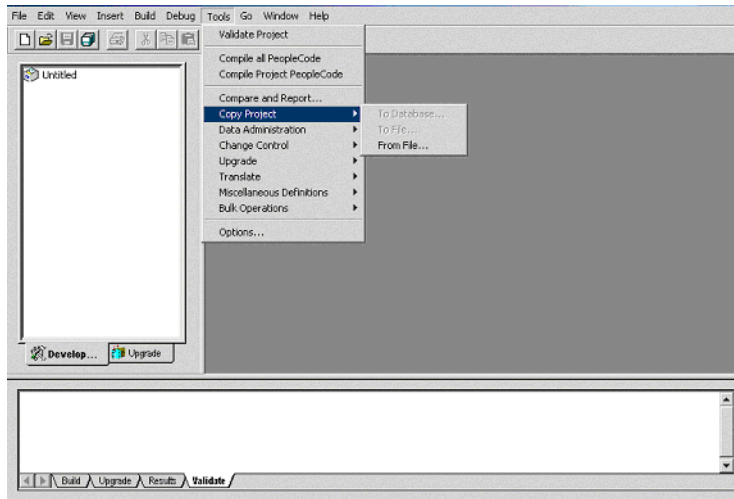 File Edit View Insert Build Debug Tools Go Window Help
Validate Project
Compile all PeopleCode
Compile Project PeopleCode
Compare and Report...
Copy Project
Data Administration
Change Control
Upgrade
Translate
Miscellaneous Definitions
Bulk Operations
Options...
To Database...
To File...
From File...
Untitled
Develop... Upgrade
Build Upgrade Results Validate